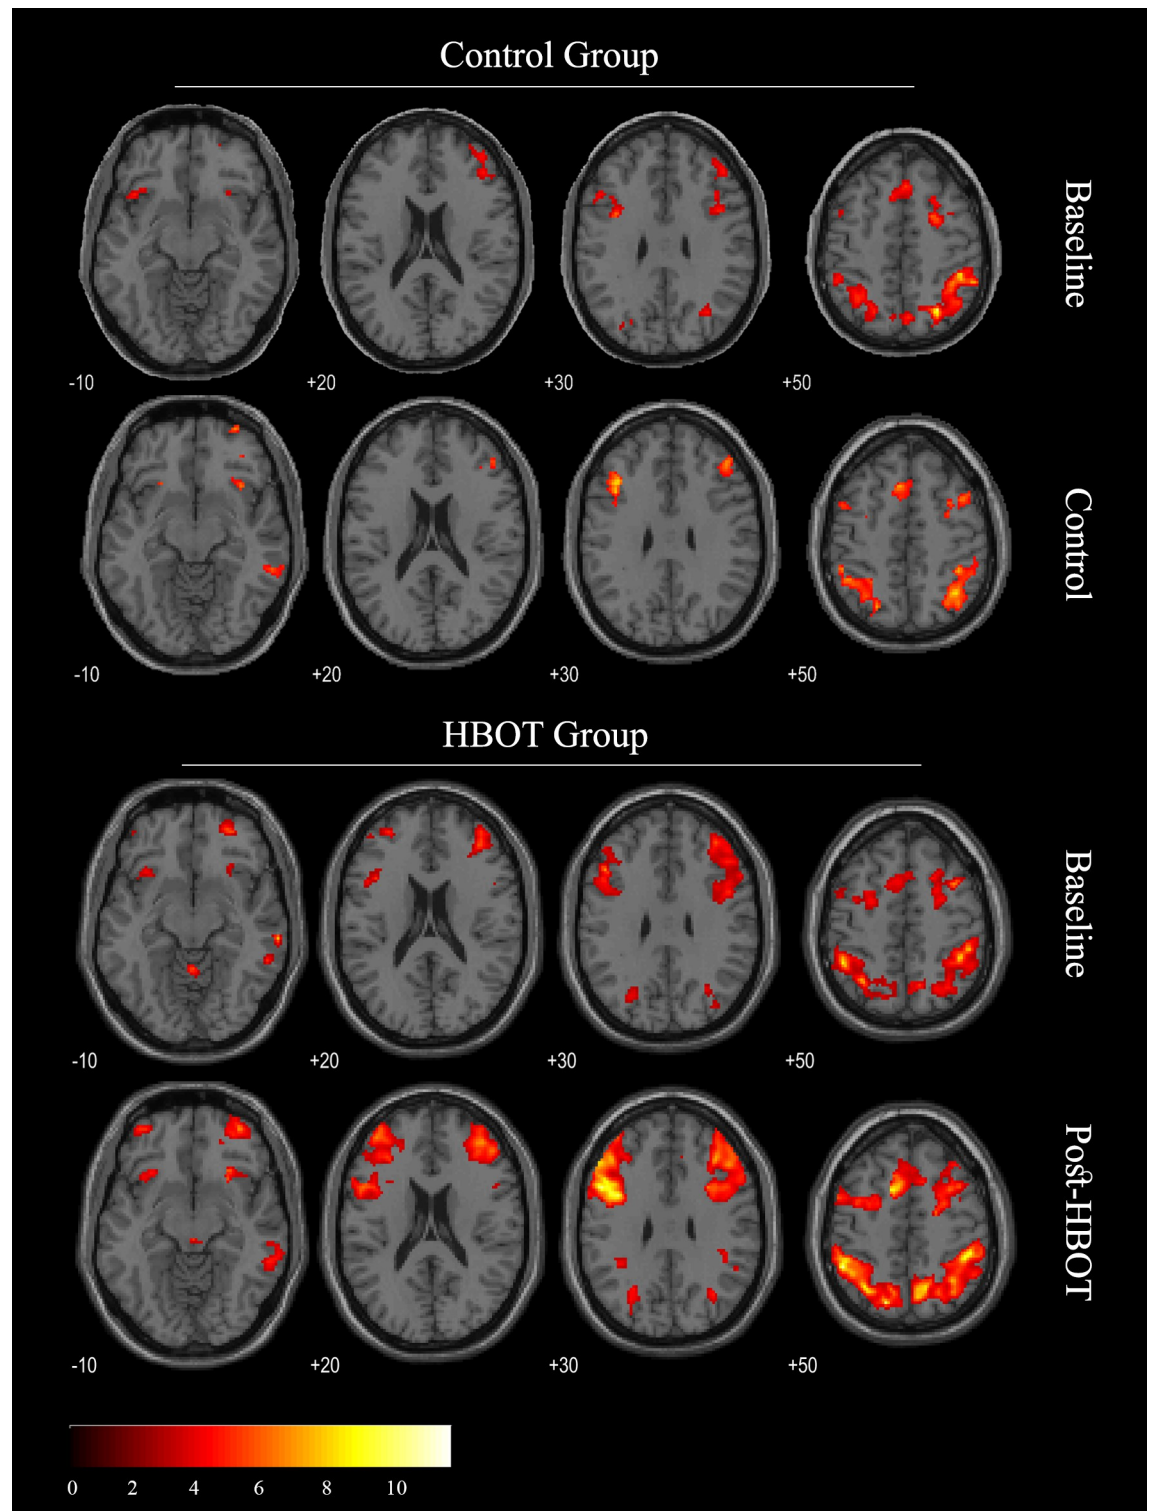 Control Group
Baseline
-10 +20 +30 +50
Control
-10 +20 +30 +50
HBOT Group
Baseline
-10 +20 +30 +50
Post-HBOT
-10 +20 +30 +50
0 2 4 6 8 10